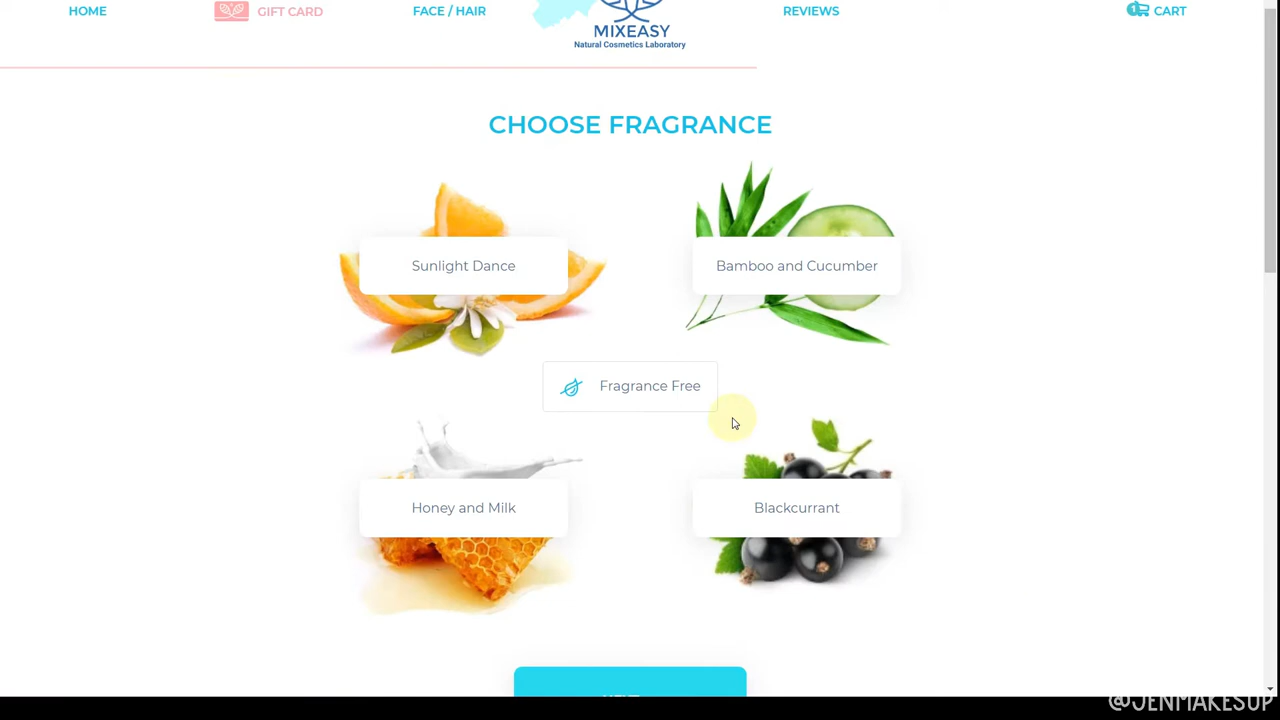 HOME
GIFT CARD
FACE / HAIR
MIXEASY
Natural Cosmetics Laboratory
REVIEWS
1
CART
CHOOSE FRAGRANCE
Sunlight Dance
Bamboo and Cucumber
Fragrance Free
Honey and Milk
Blackcurrant
@JENMAKESUP